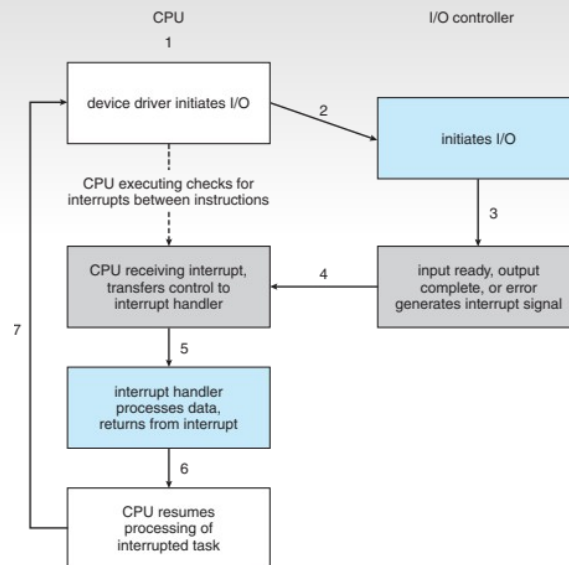 CPU
I/O controller
1
device driver initiates I/O
2
initiates I/O
CPU executing checks for
interrupts between instructions
3
CPU receiving interrupt,
transfers control to
interrupt handler
4
input ready, output
complete, or error
generates interrupt signal
7
5
interrupt handler
processes data,
returns from interrupt
6
CPU resumes
processing of
interrupted task